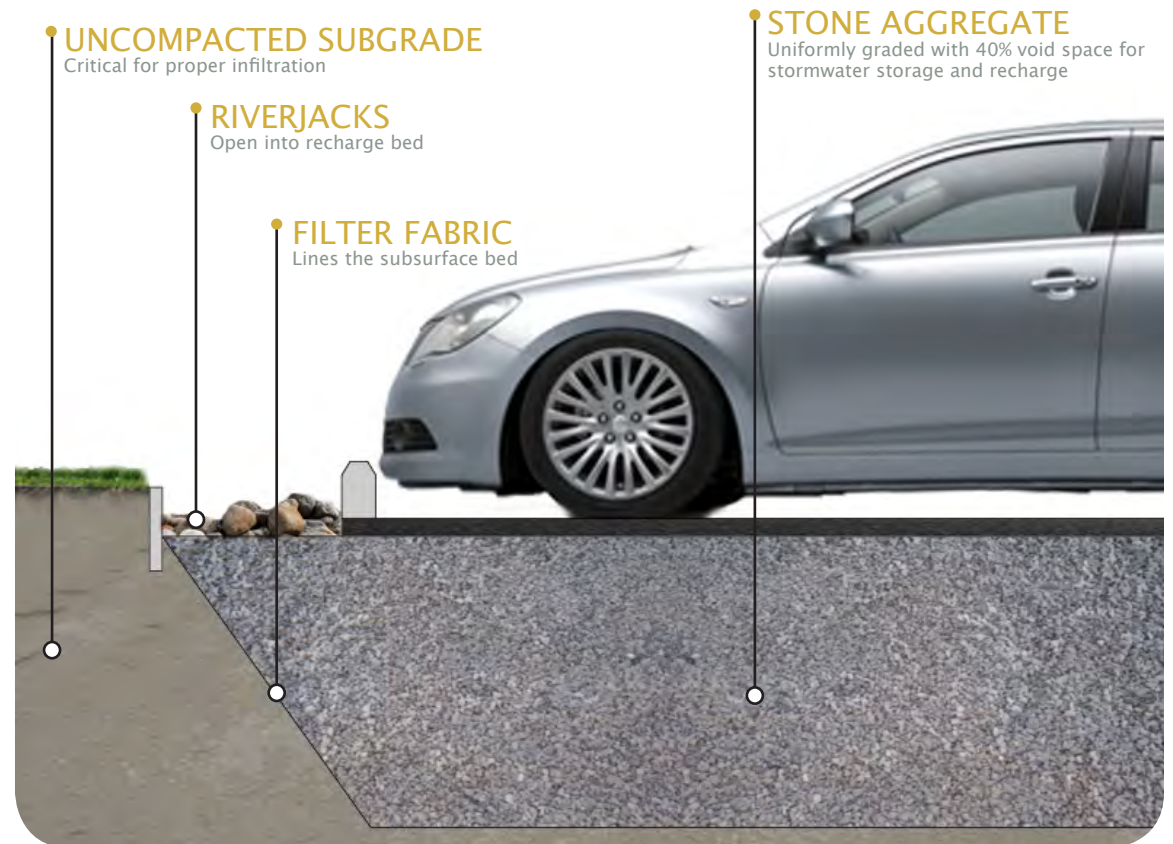 UNCOMPACTED SUBGRADE
Critical for proper infiltration
STONE AGGREGATE
Uniformly graded with 40% void space for
stormwater storage and recharge
RIVERJACKS
Open into recharge bed
FILTER FABRIC
Lines the subsurface bed